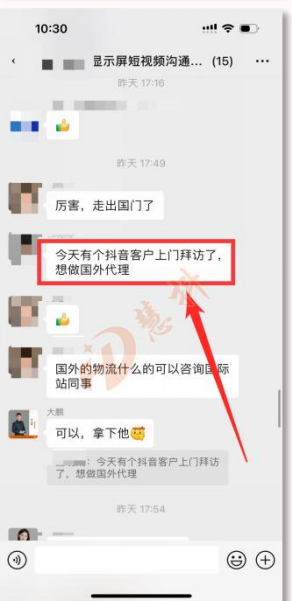 10:30
显示屏短视频沟通... (15)
昨天 17:16
昨天 17:49
厉害，走出国门了
今天有个抖音客户上门拜访了，
想做国外代理
慧抖
国外的物流什么的可以咨询国际
站同事
大鹏
可以，拿下他
：今天有个抖音客户上门拜访
了，想做国外代理
昨天 17:54